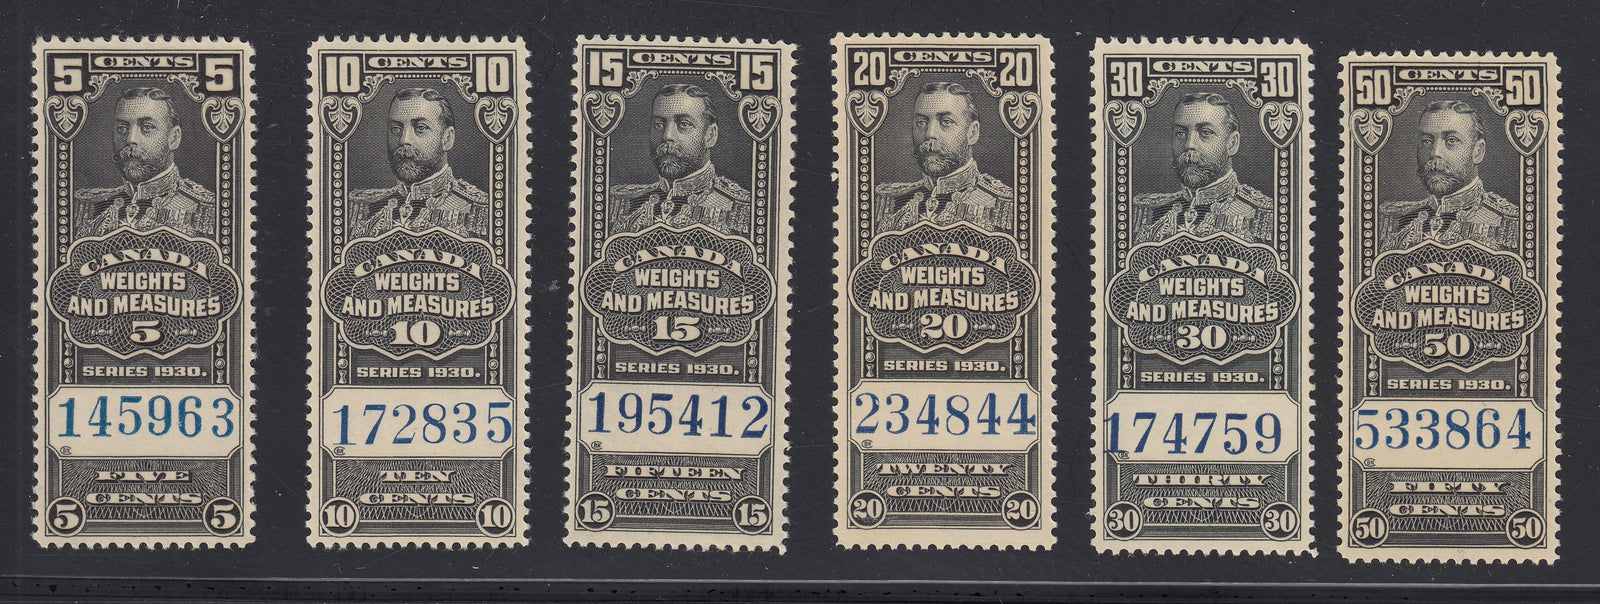 5 CENTS 5
CANADA
WEIGHTS
AND MEASURES
5
SERIES 1930.
145963
FIVE
CENTS
5 5
10 CENTS 10
CANADA
WEIGHTS
AND MEASURES
10
SERIES 1930.
172835
TEN
CENTS
10 10
15 CENTS 15
CANADA
WEIGHTS
AND MEASURES
15
SERIES 1930.
195412
FIFTEEN
CENTS
15 15
20 CENTS 20
CANADA
WEIGHTS
AND MEASURES
20
SERIES 1930.
234844
TWENTY
CENTS
20 20
30 CENTS 30
CANADA
WEIGHTS
AND MEASURES
30
SERIES 1930.
174759
THIRTY
CENTS
30 30
50 CENTS 50
CANADA
WEIGHTS
AND MEASURES
50
SERIES 1930.
533864
FIFTY
CENTS
50 50